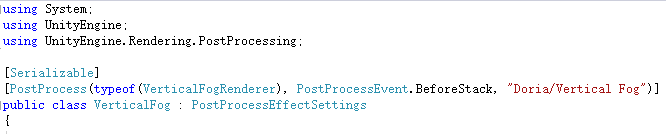 using System;
using UnityEngine;
using UnityEngine.Rendering.PostProcessing;
[Serializable]
[PostProcess(typeof(VerticalFogRenderer), PostProcessEvent.BeforeStack, "Doria/Vertical Fog")]
public class VerticalFog : PostProcessEffectSettings
{